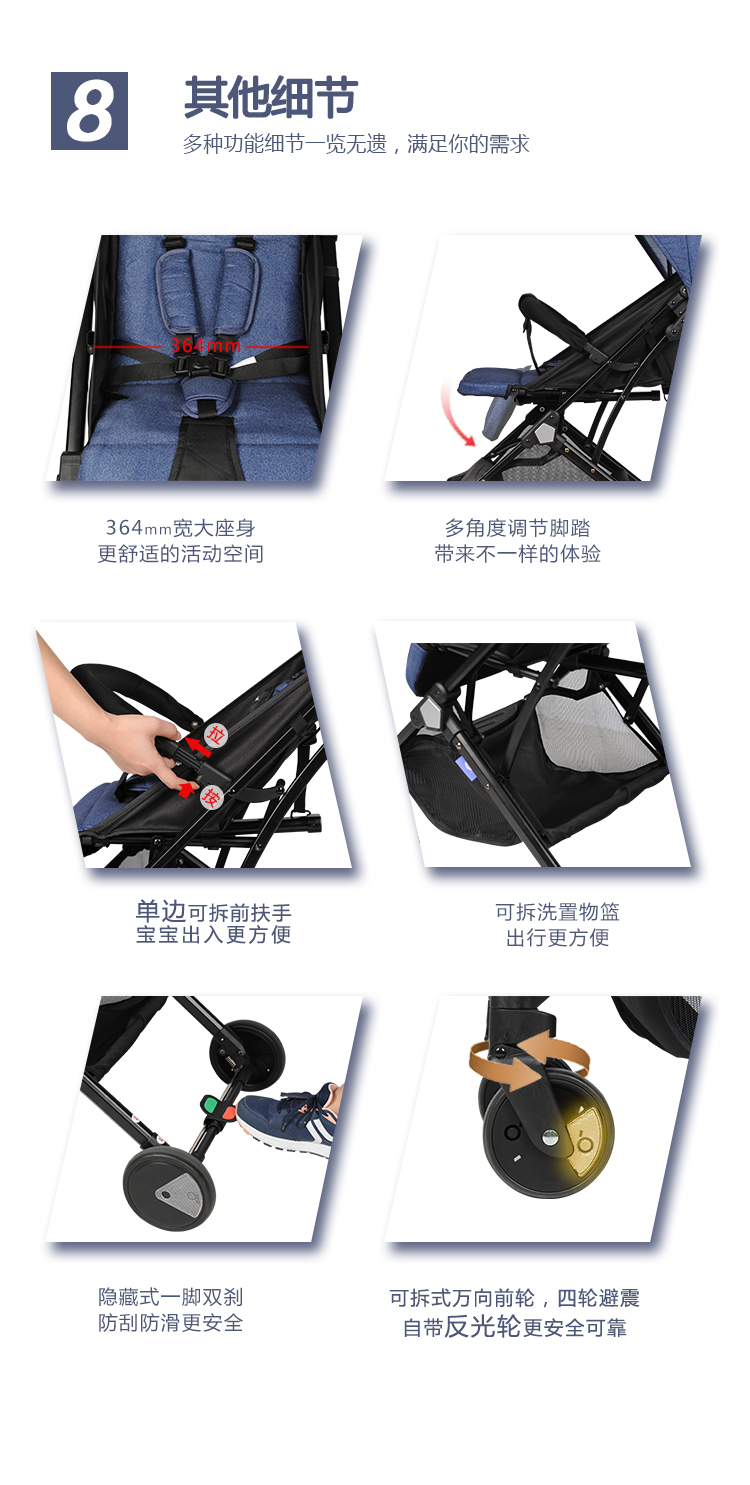 8
其他细节
多种功能细节一览无遗，满足你的需求
364mm
364mm宽大座身
更舒适的活动空间
多角度调节脚踏
带来不一样的体验
拉
按
单边可拆前扶手
宝宝出入更方便
可拆洗置物篮
出行更方便
隐藏式一脚双刹
防刮防滑更安全
可拆式万向前轮，四轮避震
自带反光轮更安全可靠